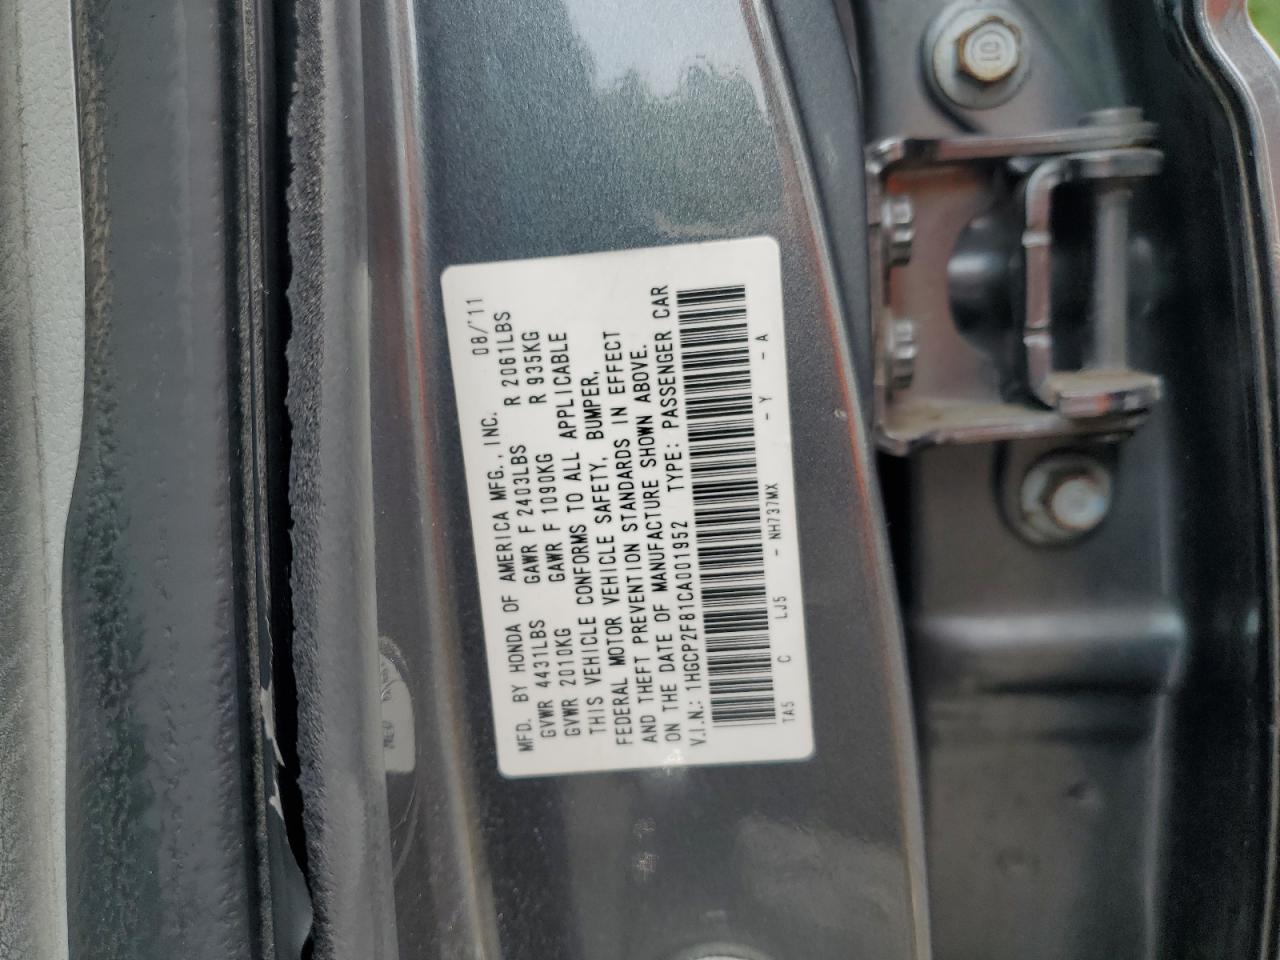 MFD. BY HONDA OF AMERICA MFG., INC. 08/'11
GVWR 4431LBS GAWR F 2403LBS R 2061LBS
GVWR 2010KG GAWR F 1090KG R 935KG
THIS VEHICLE CONFORMS TO ALL APPLICABLE
FEDERAL MOTOR VEHICLE SAFETY, BUMPER,
AND THEFT PREVENTION STANDARDS IN EFFECT
ON THE DATE OF MANUFACTURE SHOWN ABOVE.
V.I.N.: 1HGCP2F81CA001952 TYPE: PASSENGER CAR
TA5 C LJ5 - NH737MX - Y - A
10